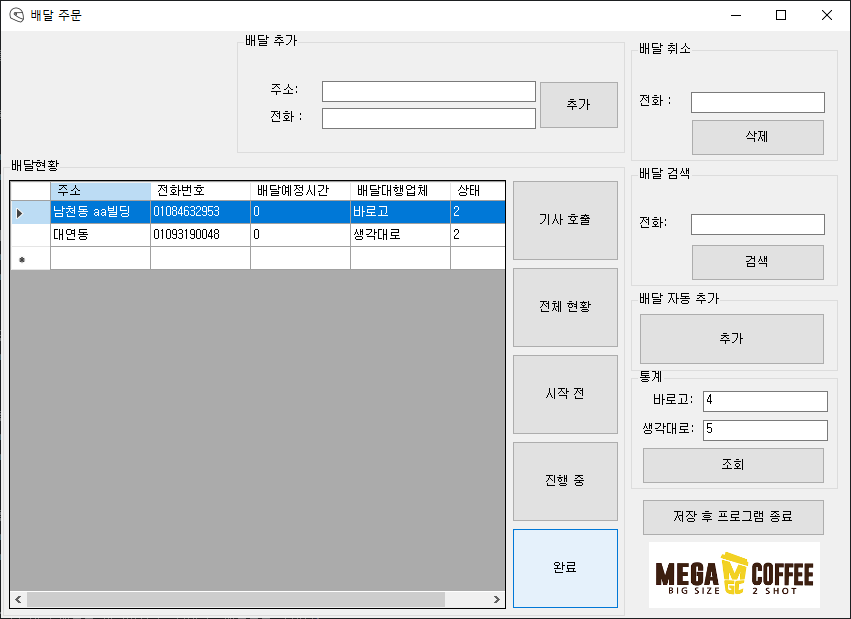 배달 주문
배달 추가
주소:
전화 :
추가
배달 취소
전화 :
삭제
배달현황
주소 전화번호 배달예정시간 배달대행업체 상태
남천동 aa빌딩 01084632953 0 바로고 2
대연동 01093190048 0 생각대로 2
기사 호출
전체 현황
시작 전
진행 중
완료
배달 검색
전화:
검색
배달 자동 추가
추가
통계
바로고: 4
생각대로: 5
조회
저장 후 프로그램 종료
MEGA MGC COFFEE
BIG SIZE 2 SHOT